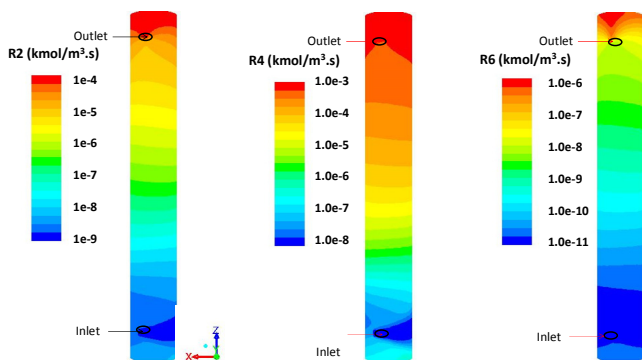 Outlet
R2 (kmol/m³.s)
1e-4
1e-5
1e-6
1e-7
1e-8
1e-9
Inlet
X
Z
Y
Outlet
R4 (kmol/m³.s)
1.0e-3
1.0e-4
1.0e-5
1.0e-6
1.0e-7
1.0e-8
Inlet
Outlet
R6 (kmol/m³.s)
1.0e-6
1.0e-7
1.0e-8
1.0e-9
1.0e-10
1.0e-11
Inlet